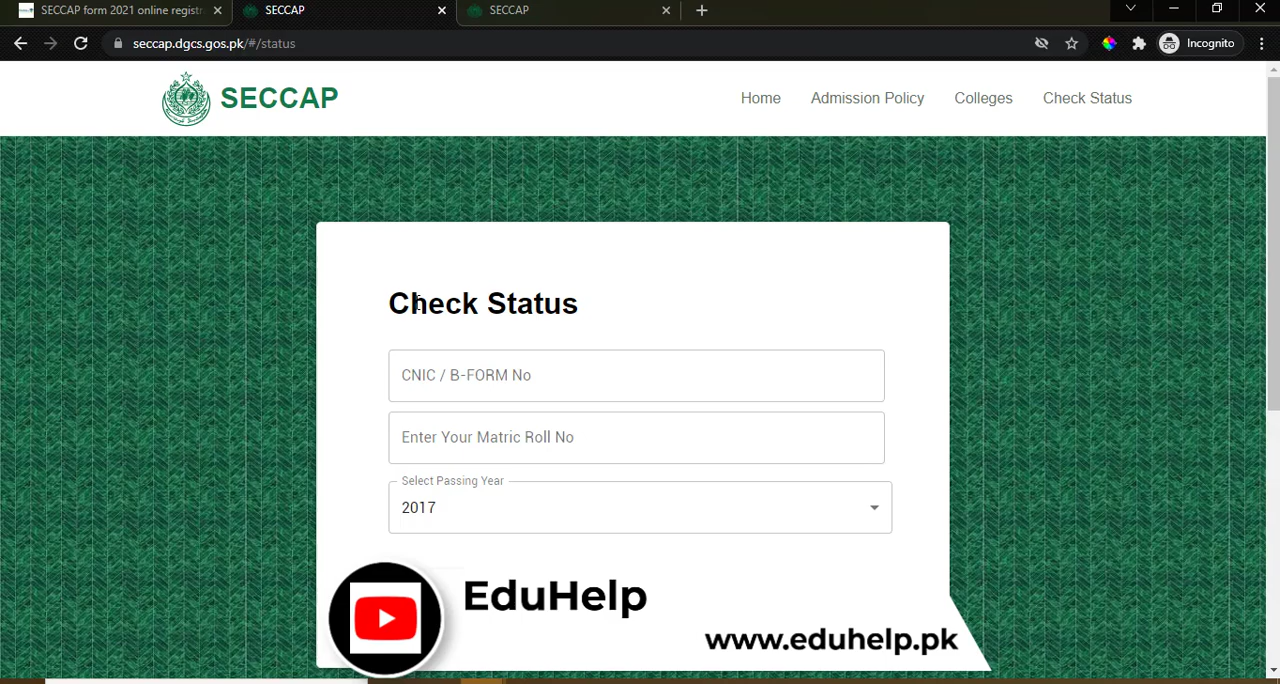 SECCAP form 2021 online registr
SECCAP
SECCAP
seccap.dgcs.gos.pk/#/status
Incognito
SECCAP
Home
Admission Policy
Colleges
Check Status
Check Status
CNIC / B-FORM No
Enter Your Matric Roll No
Select Passing Year
2017
EduHelp
www.eduhelp.pk